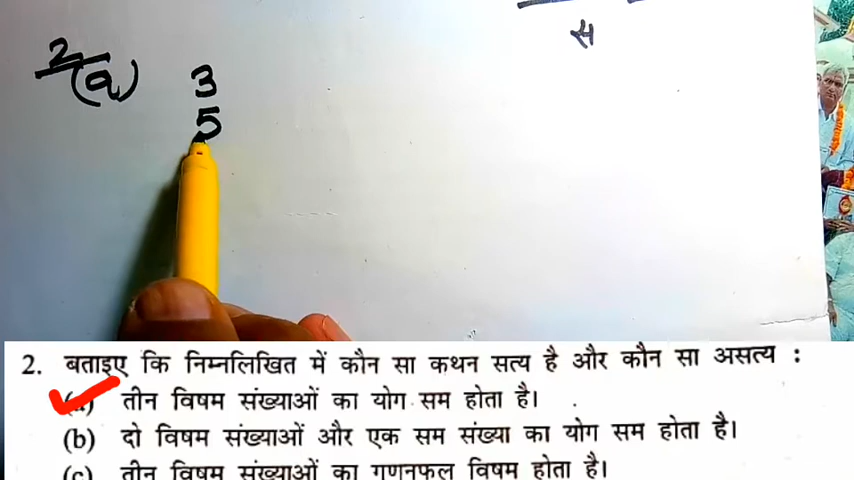 स
2(a) 3
5
2. बताइए कि निम्नलिखित में कौन सा कथन सत्य है और कौन सा असत्य :
(a) तीन विषम संख्याओं का योग सम होता है।
(b) दो विषम संख्याओं और एक सम संख्या का योग सम होता है।
(c) तीन विषम संख्याओं का गुणनफल विषम होता है।